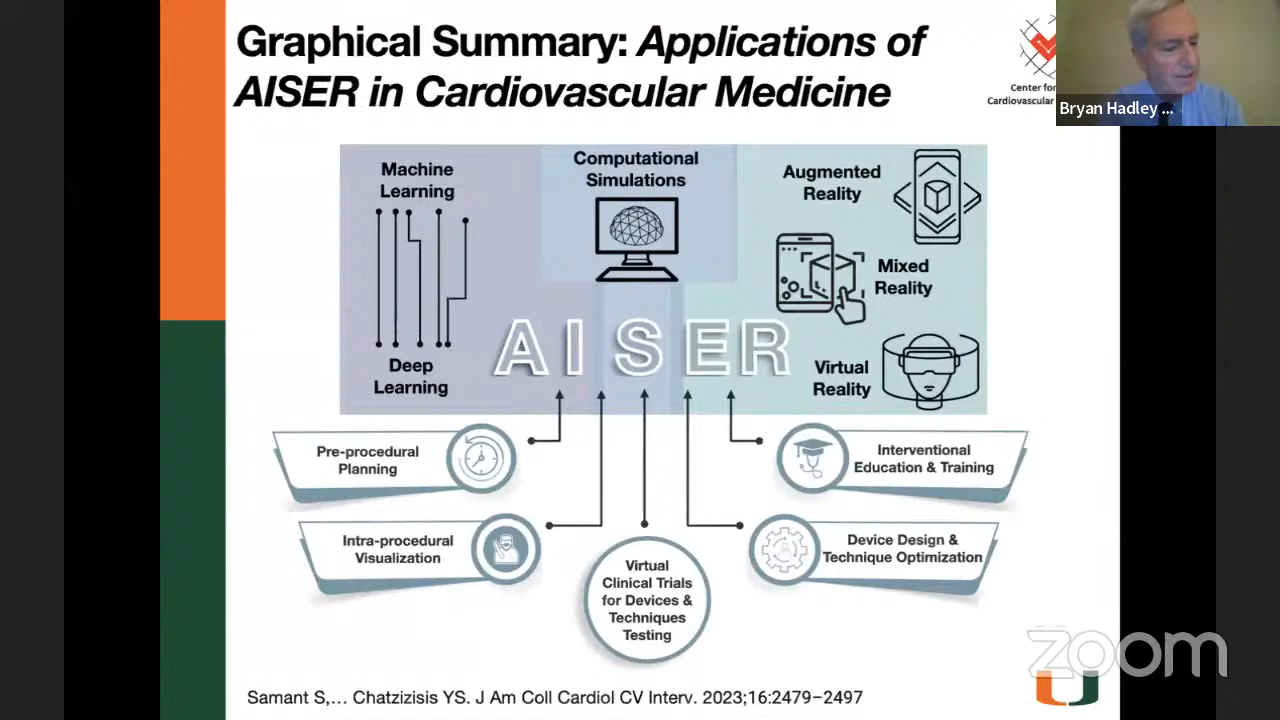 Graphical Summary: Applications of
AISER in Cardiovascular Medicine
Center for
Cardiovascular
Bryan Hadley ...
Machine
Learning
Computational
Simulations
Augmented
Reality
Mixed
Reality
AISER
Deep
Learning
Virtual
Reality
Pre-procedural
Planning
Interventional
Education & Training
Intra-procedural
Visualization
Device Design &
Technique Optimization
Virtual
Clinical Trials
for Devices &
Techniques
Testing
zoom
Samant S,... Chatzizisis YS. J Am Coll Cardiol CV Interv. 2023;16:2479–2497